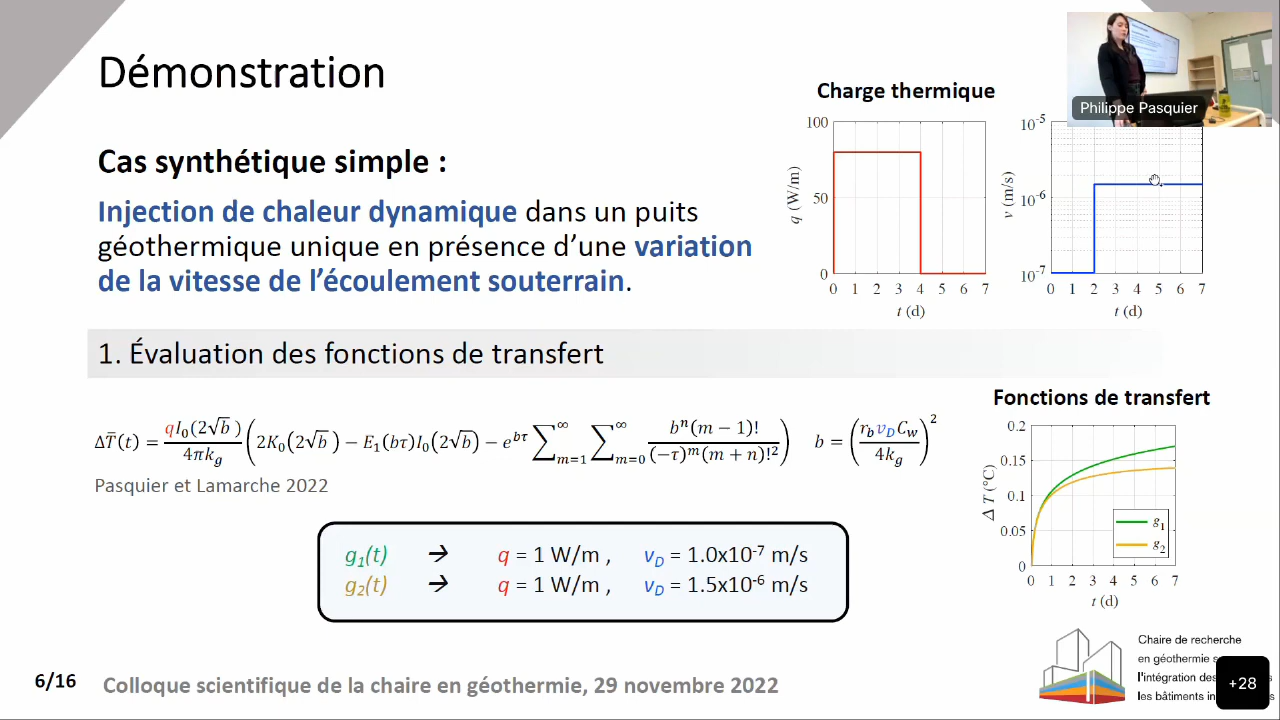 Démonstration
Philippe Pasquier
Charge thermique
Cas synthétique simple :
Injection de chaleur dynamique dans un puits
géothermique unique en présence d'une variation
de la vitesse de l'écoulement souterrain.
100
50
0
q (W/m)
0 1 2 3 4 5 6 7
t (d)
10-5
10-6
10-7
v (m/s)
0 1 2 3 4 5 6 7
t (d)
1. Évaluation des fonctions de transfert
ΔT̄(t) = qI₀(2√b)/4πk_g (2K₀(2√b) − E₁(bτ)I₀(2√b) − e^{bτ} ∑_{m=1}^∞ ∑_{m=0}^∞ bⁿ(m − 1)!/(−τ)^m(m + n)!²) b = (r_b v_D C_w/4k_g)²
Pasquier et Lamarche 2022
g1(t) → q = 1 W/m , vD = 1.0x10-7 m/s
g2(t) → q = 1 W/m , vD = 1.5x10-6 m/s
Fonctions de transfert
0.2
0.15
0.1
0.05
0
Δ T (°C)
g1
g2
0 1 2 3 4 5 6 7
t (d)
Chaire de recherche
en géothermie
l'intégration des
les bâtiments
+28
6/16
Colloque scientifique de la chaire en géothermie, 29 novembre 2022